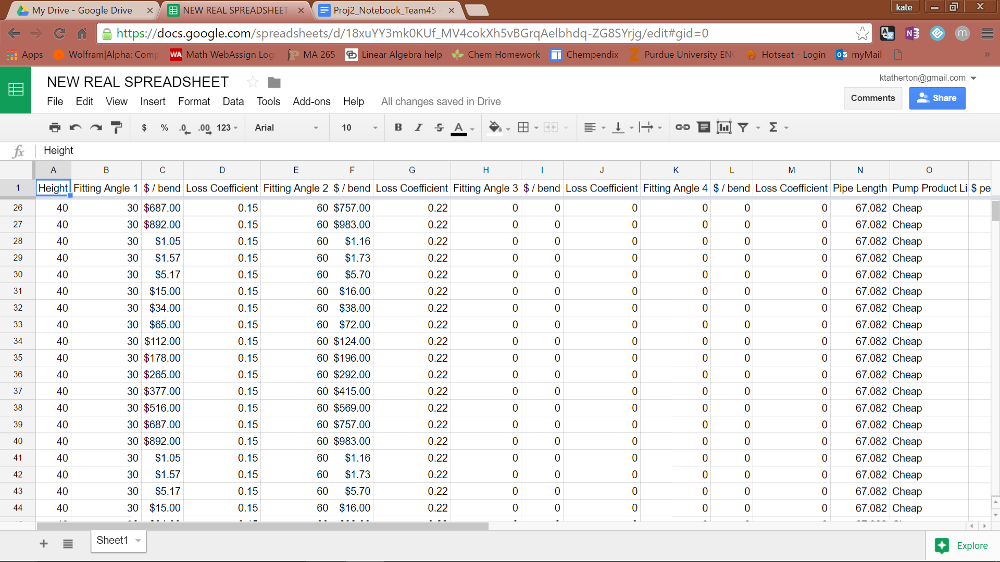 My Drive - Google Drive NEW REAL SPREADSHEET Proj2_Notebook_Team45 kate
https://docs.google.com/spreadsheets/d/18xuYY3mk0KUf_MV4cokXh5vBGrqAelbhdq-ZG8SYrjg/edit#gid=0
Apps Wolfram|Alpha: Comp WA Math WebAssign Logi MA 265 Linear Algebra help Chem Homework Chempendix Purdue University ENG Hotseat - Login myMail »
NEW REAL SPREADSHEET ktatherton@gmail.com
File Edit View Insert Format Data Tools Add-ons Help All changes saved in Drive Comments Share
$ % .0 .00 123 Arial 10 B I S A Σ
fx Height
A B C D E F G H I J K L M N O
1 Height Fitting Angle 1 $ / bend Loss Coefficient Fitting Angle 2 $ / bend Loss Coefficient Fitting Angle 3 $ / bend Loss Coefficient Fitting Angle 4 $ / bend Loss Coefficient Pipe Length Pump Product Li $ pe
26 40 30 $687.00 0.15 60 $757.00 0.22 0 0 0 0 0 0 67.082 Cheap
27 40 30 $892.00 0.15 60 $983.00 0.22 0 0 0 0 0 0 67.082 Cheap
28 40 30 $1.05 0.15 60 $1.16 0.22 0 0 0 0 0 0 67.082 Cheap
29 40 30 $1.57 0.15 60 $1.73 0.22 0 0 0 0 0 0 67.082 Cheap
30 40 30 $5.17 0.15 60 $5.70 0.22 0 0 0 0 0 0 67.082 Cheap
31 40 30 $15.00 0.15 60 $16.00 0.22 0 0 0 0 0 0 67.082 Cheap
32 40 30 $34.00 0.15 60 $38.00 0.22 0 0 0 0 0 0 67.082 Cheap
33 40 30 $65.00 0.15 60 $72.00 0.22 0 0 0 0 0 0 67.082 Cheap
34 40 30 $112.00 0.15 60 $124.00 0.22 0 0 0 0 0 0 67.082 Cheap
35 40 30 $178.00 0.15 60 $196.00 0.22 0 0 0 0 0 0 67.082 Cheap
36 40 30 $265.00 0.15 60 $292.00 0.22 0 0 0 0 0 0 67.082 Cheap
37 40 30 $377.00 0.15 60 $415.00 0.22 0 0 0 0 0 0 67.082 Cheap
38 40 30 $516.00 0.15 60 $569.00 0.22 0 0 0 0 0 0 67.082 Cheap
39 40 30 $687.00 0.15 60 $757.00 0.22 0 0 0 0 0 0 67.082 Cheap
40 40 30 $892.00 0.15 60 $983.00 0.22 0 0 0 0 0 0 67.082 Cheap
41 40 30 $1.05 0.15 60 $1.16 0.22 0 0 0 0 0 0 67.082 Cheap
42 40 30 $1.57 0.15 60 $1.73 0.22 0 0 0 0 0 0 67.082 Cheap
43 40 30 $5.17 0.15 60 $5.70 0.22 0 0 0 0 0 0 67.082 Cheap
44 40 30 $15.00 0.15 60 $16.00 0.22 0 0 0 0 0 0 67.082 Cheap
Sheet1 Explore